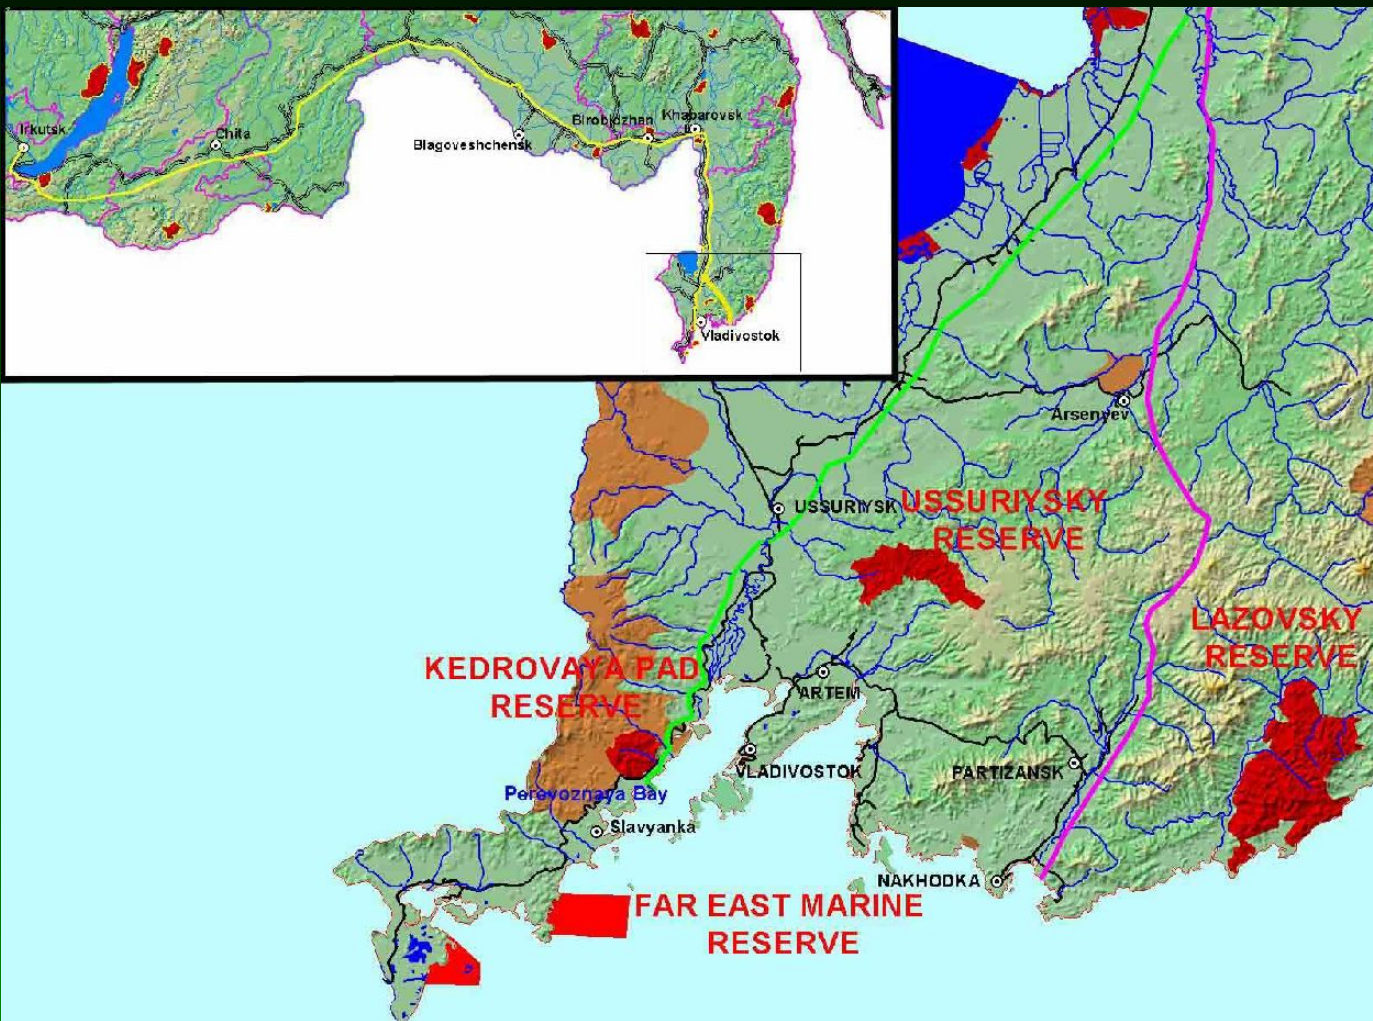 Irkutsk
Chita
Blagoveshchensk
Birobidzhan
Khabarovsk
Vladivostok
Arsenyev
USSURIYSK
USSURIYSKY
RESERVE
LAZOVSKY
RESERVE
KEDROVAYA PAD
RESERVE
ARTEM
VLADIVOSTOK
PARTIZANSK
Perevoznaya Bay
Slavyanka
NAKHODKA
FAR EAST MARINE
RESERVE